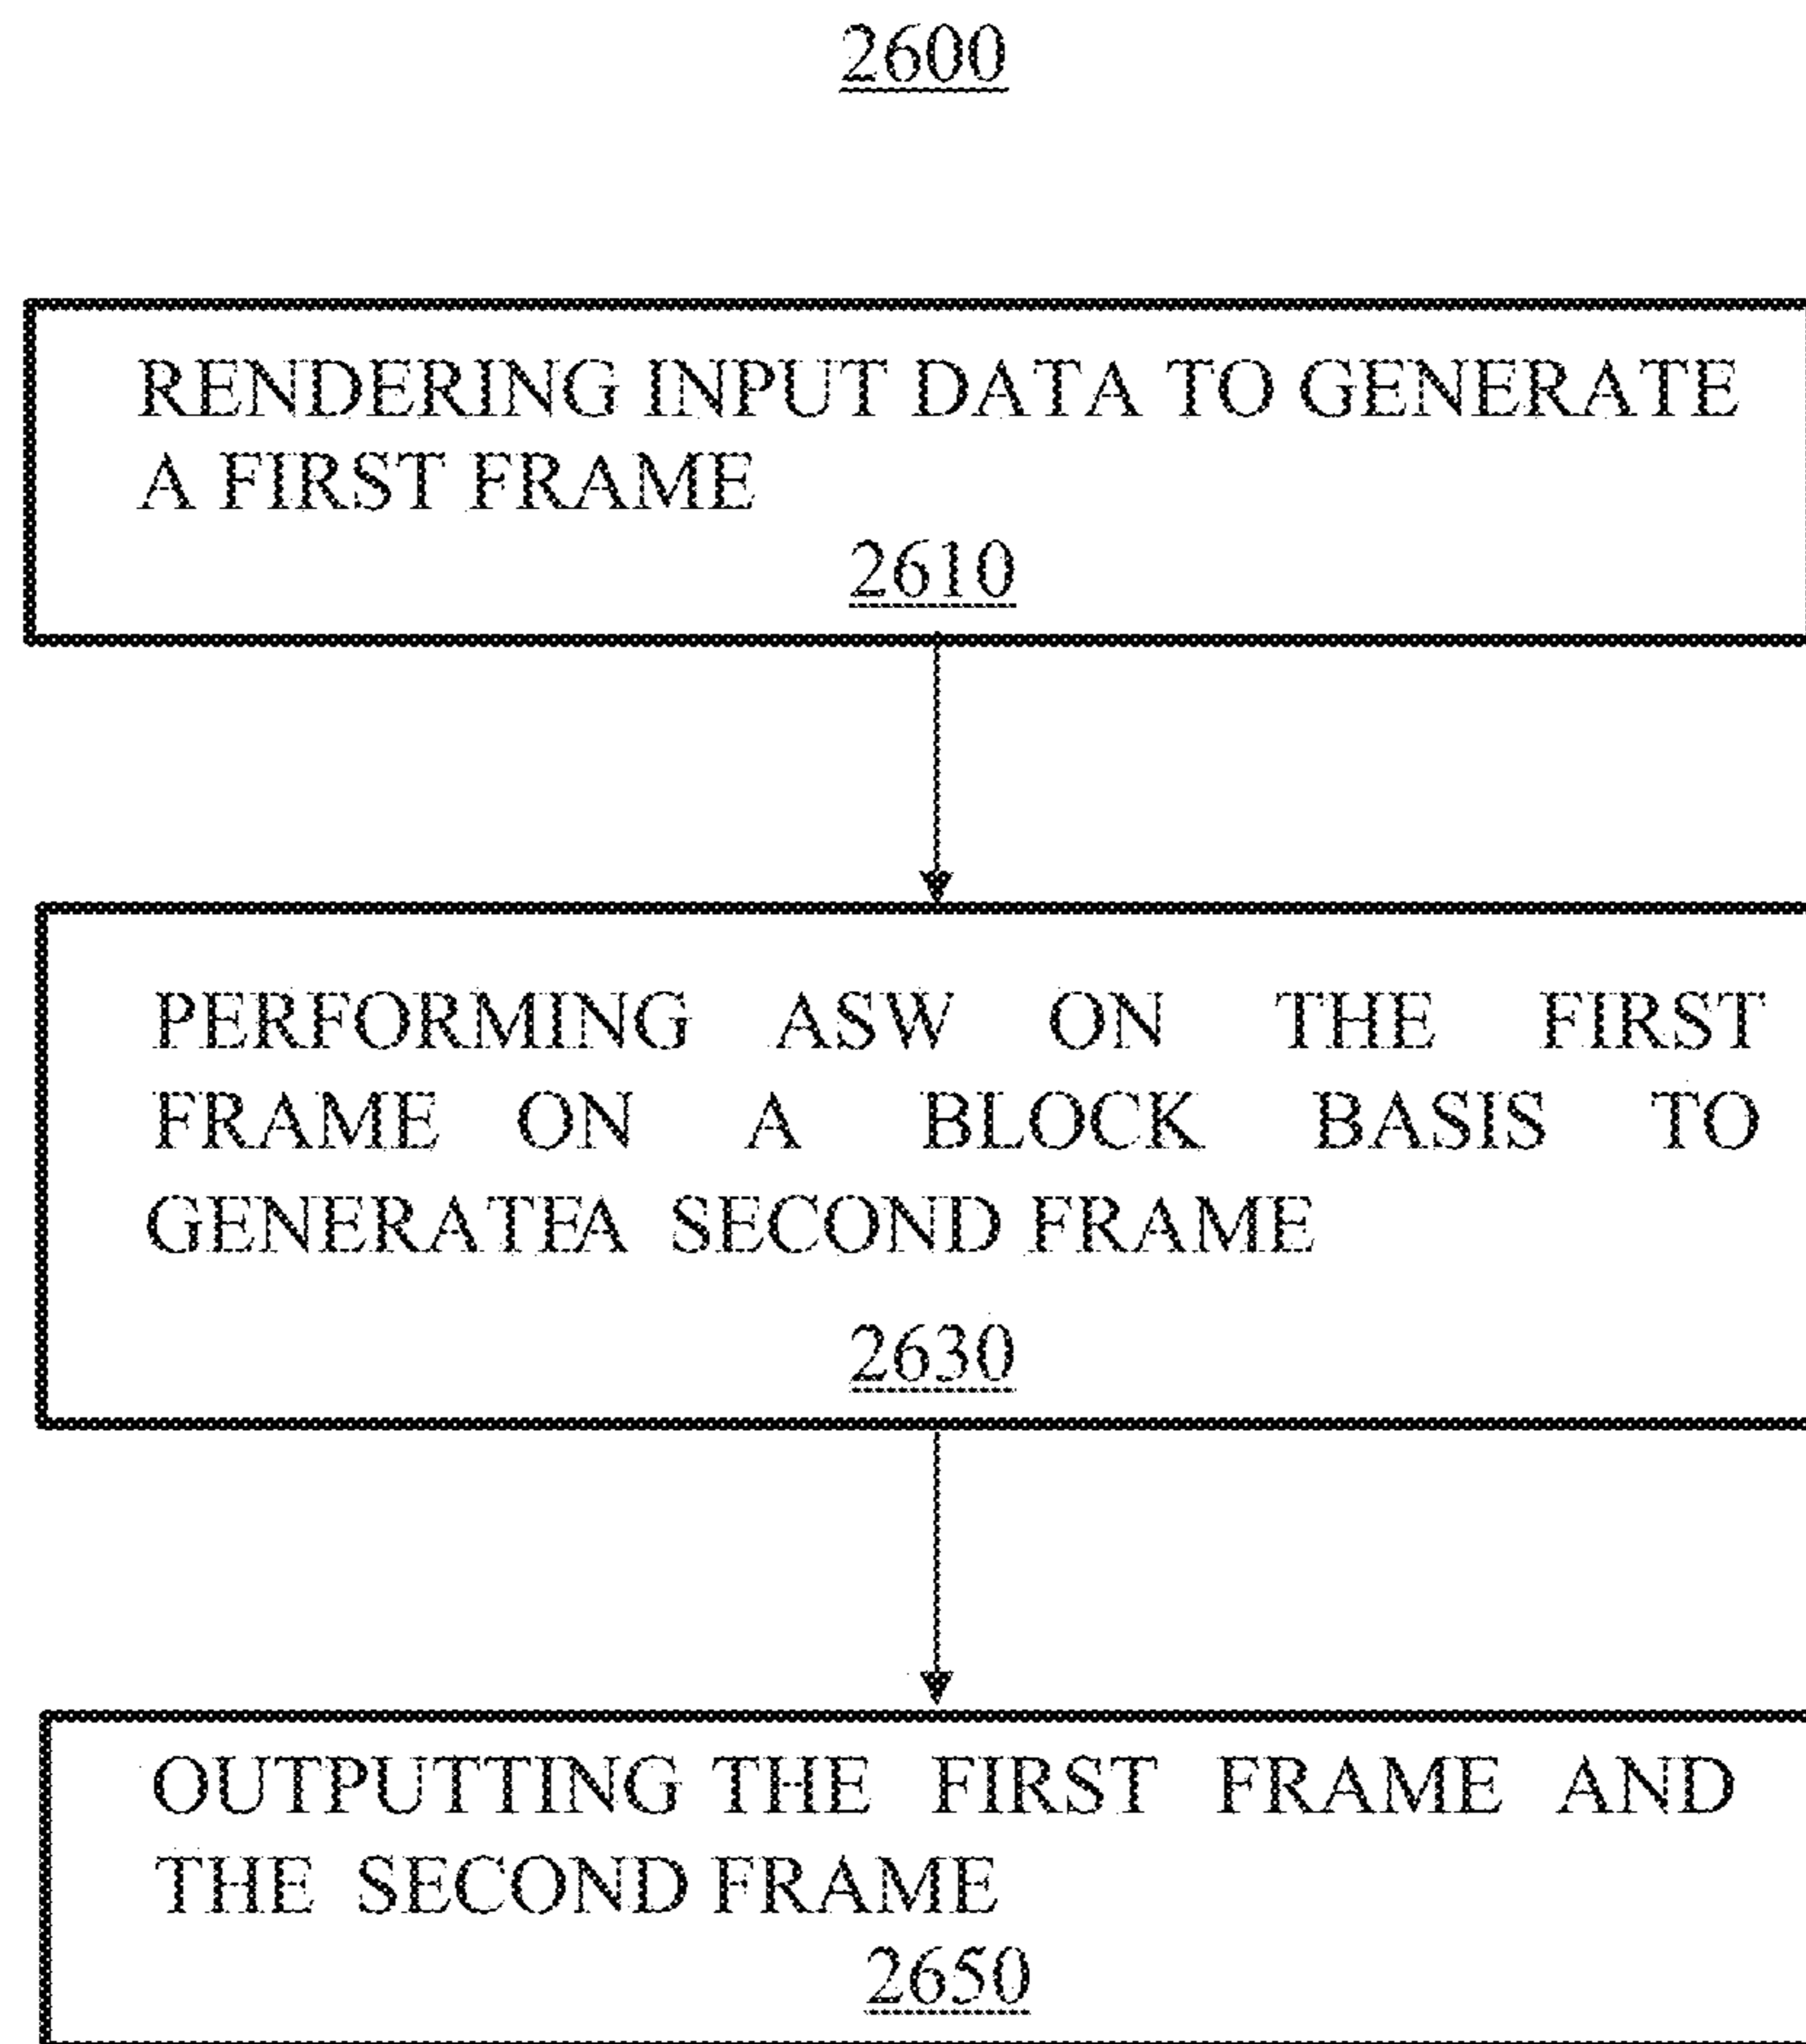 2600
RENDERING INPUT DATA TO GENERATE
A FIRST FRAME
2610
PERFORMING ASW ON THE FIRST
FRAME ON A BLOCK BASIS TO
GENERATE A SECOND FRAME
2630
OUTPUTTING THE FIRST FRAME AND
THE SECOND FRAME
2650